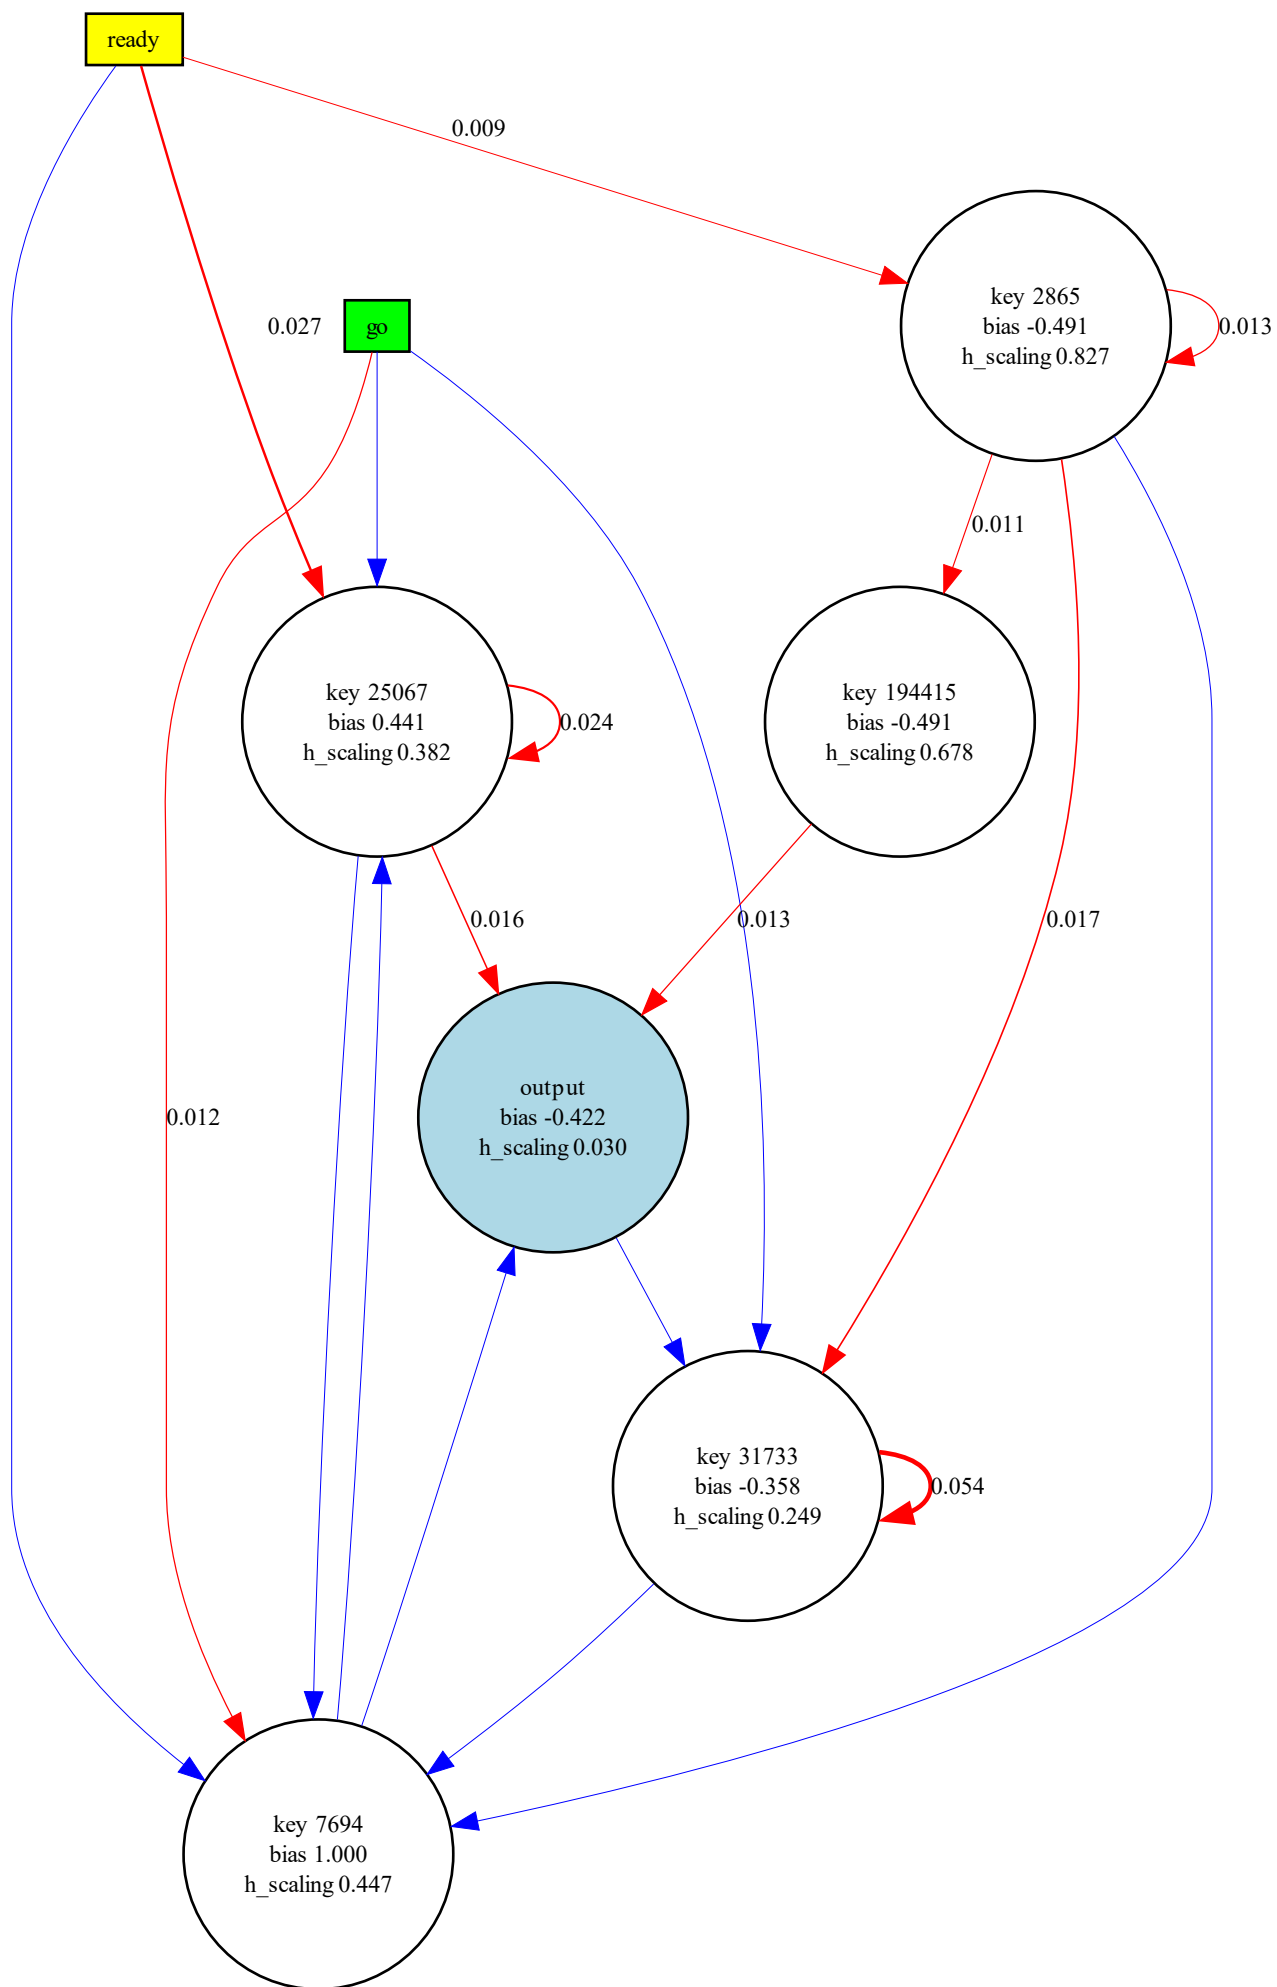 ready
0.009
key 2865
bias -0.491
h_scaling 0.827
0.013
0.027
go
0.011
key 25067
bias 0.441
h_scaling 0.382
0.024
key 194415
bias -0.491
h_scaling 0.678
0.016
0.013
0.017
output
bias -0.422
h_scaling 0.030
0.012
key 31733
bias -0.358
h_scaling 0.249
0.054
key 7694
bias 1.000
h_scaling 0.447